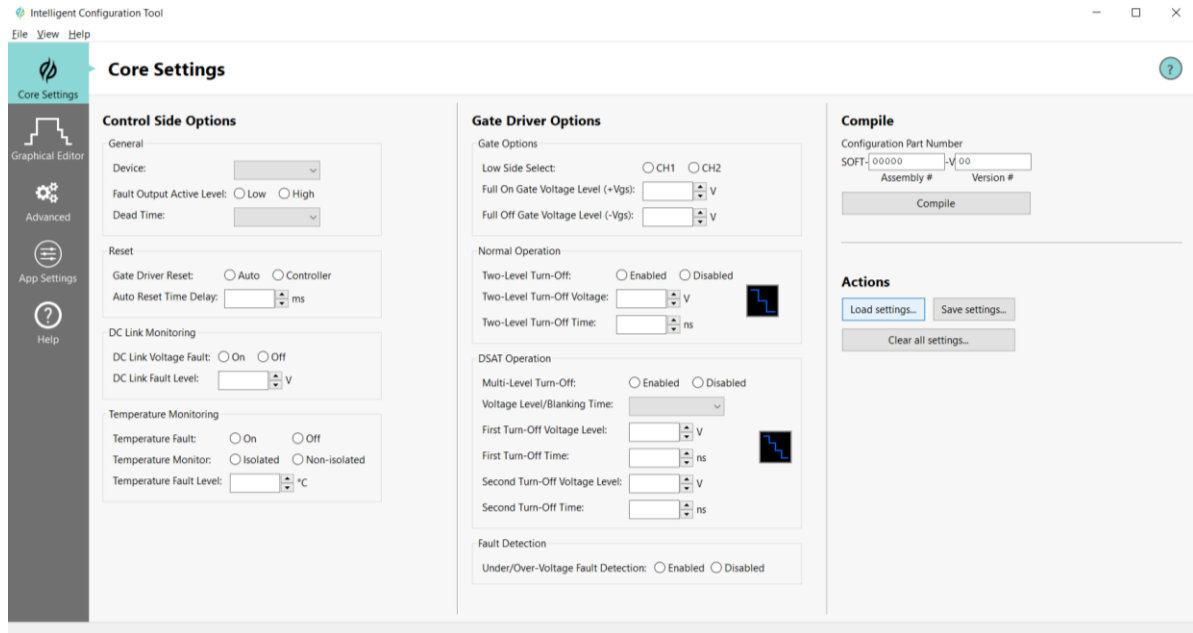 Intelligent Configuration Tool
File View Help
Core Settings
Graphical Editor
Advanced
App Settings
Help
Core Settings
?
Control Side Options
General
Device:
Fault Output Active Level: Low High
Dead Time:
Reset
Gate Driver Reset: Auto Controller
Auto Reset Time Delay: ms
DC Link Monitoring
DC Link Voltage Fault: On Off
DC Link Fault Level: V
Temperature Monitoring
Temperature Fault: On Off
Temperature Monitor: Isolated Non-isolated
Temperature Fault Level: °C
Gate Driver Options
Gate Options
Low Side Select: CH1 CH2
Full On Gate Voltage Level (+Vgs): V
Full Off Gate Voltage Level (-Vgs): V
Normal Operation
Two-Level Turn-Off: Enabled Disabled
Two-Level Turn-Off Voltage: V
Two-Level Turn-Off Time: ns
DSAT Operation
Multi-Level Turn-Off: Enabled Disabled
Voltage Level/Blanking Time:
First Turn-Off Voltage Level: V
First Turn-Off Time: ns
Second Turn-Off Voltage Level: V
Second Turn-Off Time: ns
Fault Detection
Under/Over-Voltage Fault Detection: Enabled Disabled
Compile
Configuration Part Number
SOFT- 00000 -V 00
Assembly # Version #
Compile
Actions
Load settings... Save settings...
Clear all settings...